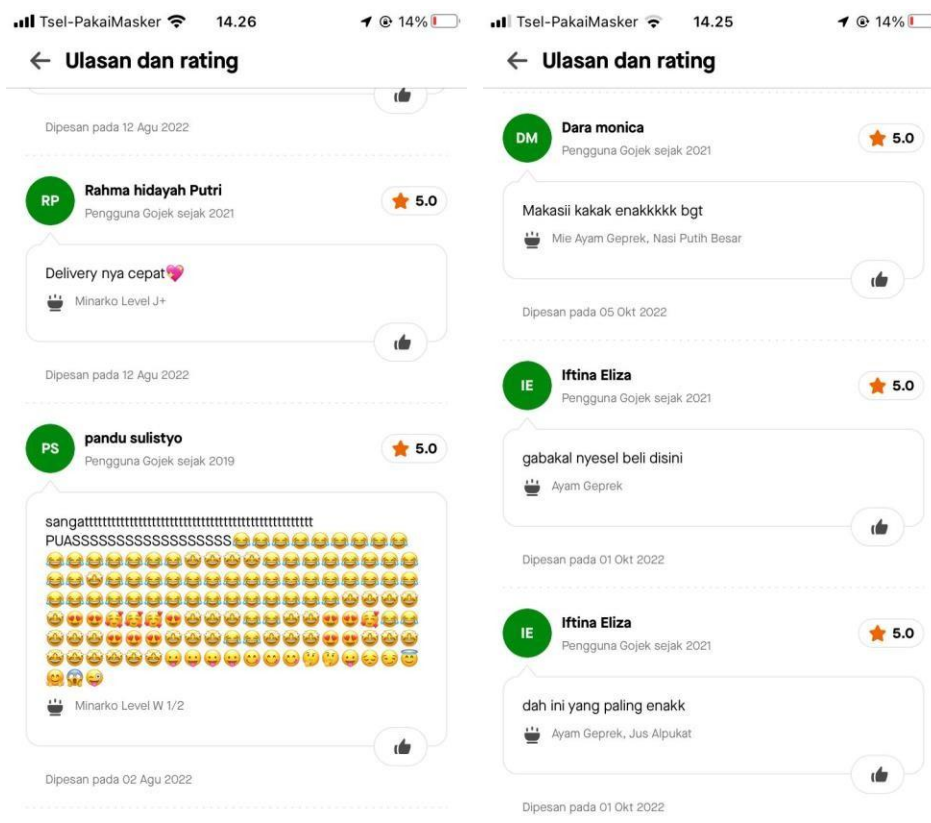 Tsel-PakaiMasker 14.26 14%
Ulasan dan rating
Dipesan pada 12 Agu 2022
RP
Rahma hidayah Putri
Pengguna Gojek sejak 2021
5.0
Delivery nya cepat💖
Minarko Level J+
Dipesan pada 12 Agu 2022
PS
pandu sulistyo
Pengguna Gojek sejak 2019
5.0
sangattttttttttttttttttttttttttttttttttttttttttttttttttt
PUASSSSSSSSSSSSSSSSSSS
Minarko Level W 1/2
Dipesan pada 02 Agu 2022
Tsel-PakaiMasker 14.25 14%
Ulasan dan rating
DM
Dara monica
Pengguna Gojek sejak 2021
5.0
Makasii kakak enakkkkk bgt
Mie Ayam Geprek, Nasi Putih Besar
Dipesan pada 05 Okt 2022
IE
Iftina Eliza
Pengguna Gojek sejak 2021
5.0
gabakal nyesel beli disini
Ayam Geprek
Dipesan pada 01 Okt 2022
IE
Iftina Eliza
Pengguna Gojek sejak 2021
5.0
dah ini yang paling enakk
Ayam Geprek, Jus Alpukat
Dipesan pada 01 Okt 2022